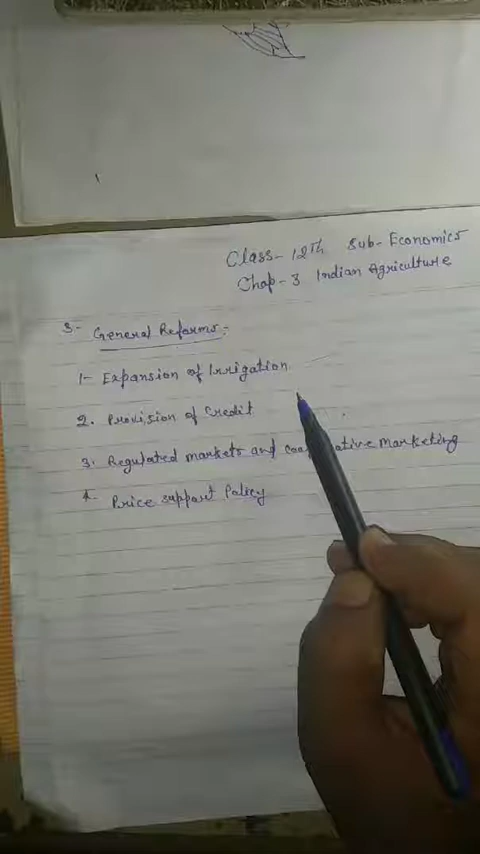 Class-12th Sub-Economics
Chap-3 Indian Agriculture
3- General Reforms:-
1- Expansion of Irrigation
2. Provision of Credit
3. Regulated markets and marketing
4- Price support Policy